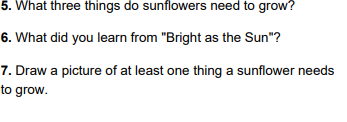 5. What three things do sunflowers need to grow?
6. What did you learn from "Bright as the Sun"?
7. Draw a picture of at least one thing a sunflower needs
to grow.